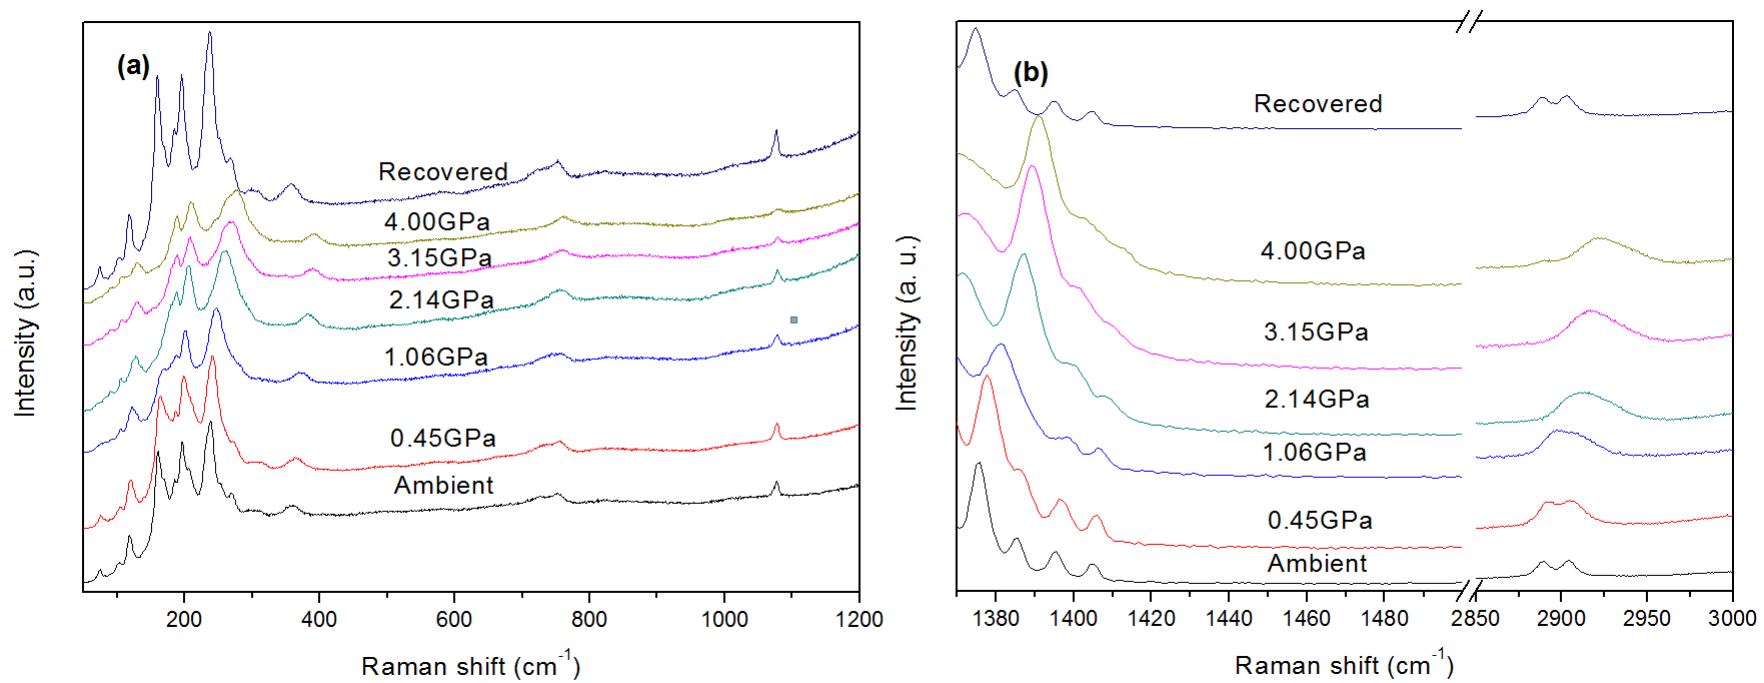 (a)
Recovered
4.00GPa
3.15GPa
2.14GPa
1.06GPa
0.45GPa
Ambient
Intensity (a.u.)
200 400 600 800 1000 1200
Raman shift (cm⁻¹)
(b)
Recovered
4.00GPa
3.15GPa
2.14GPa
1.06GPa
0.45GPa
Ambient
Intensity (a. u.)
1380 1400 1420 1440 1460 1480 2850 2900 2950 3000
Raman shift (cm⁻¹)